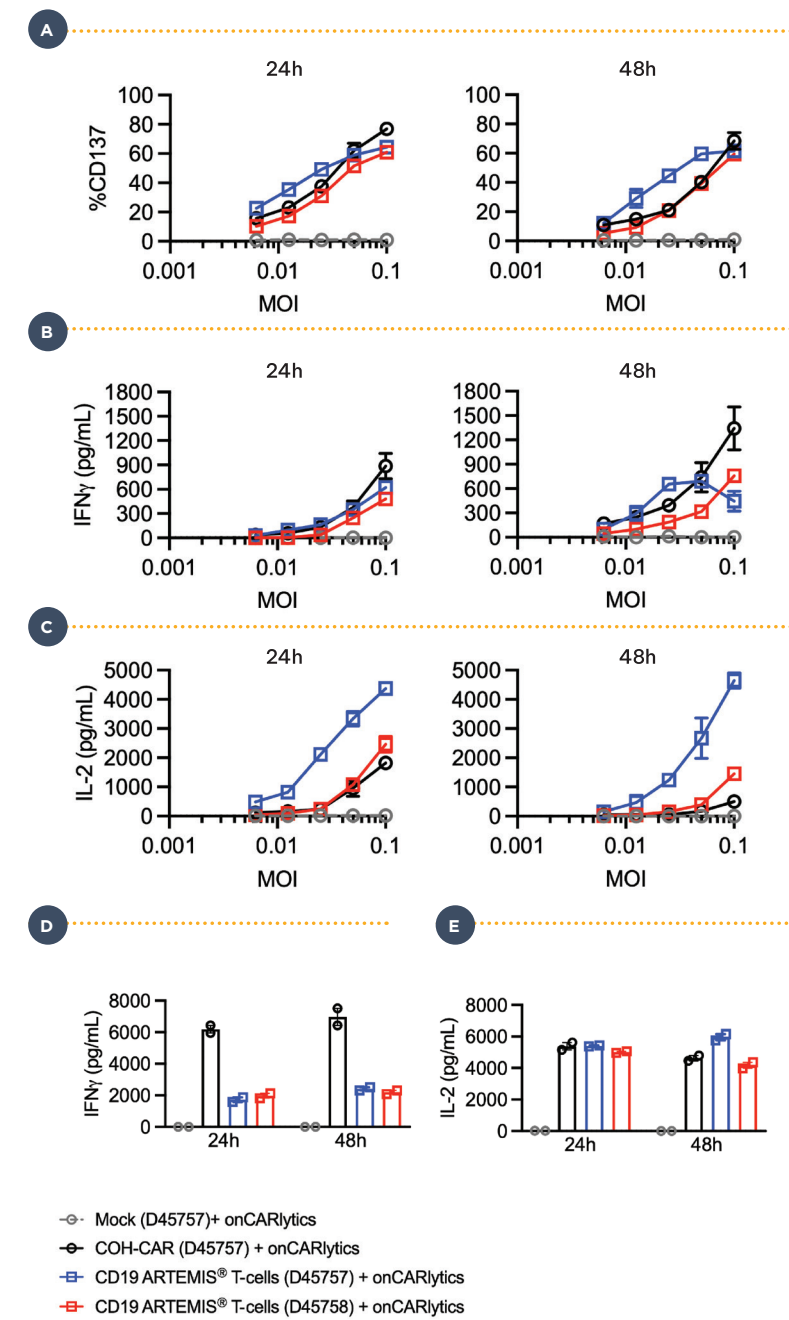 A
24h
48h
%CD137
100
80
60
40
20
0
0.001
0.01
0.1
MOI
100
80
60
40
20
0
0.001
0.01
0.1
MOI
B
24h
48h
IFNγ (pg/mL)
1800
1500
1200
900
600
300
0
0.001
0.01
0.1
MOI
1800
1500
1200
900
600
300
0
0.001
0.01
0.1
MOI
C
24h
48h
IL-2 (pg/mL)
5000
4000
3000
2000
1000
0
0.001
0.01
0.1
MOI
5000
4000
3000
2000
1000
0
0.001
0.01
0.1
MOI
D
IFNγ (pg/mL)
8000
6000
4000
2000
0
24h
48h
E
IL-2 (pg/mL)
8000
6000
4000
2000
0
24h
48h
Mock (D45757)+ onCARlytics
COH-CAR (D45757) + onCARlytics
CD19 ARTEMIS® T-cells (D45757) + onCARlytics
CD19 ARTEMIS® T-cells (D45758) + onCARlytics